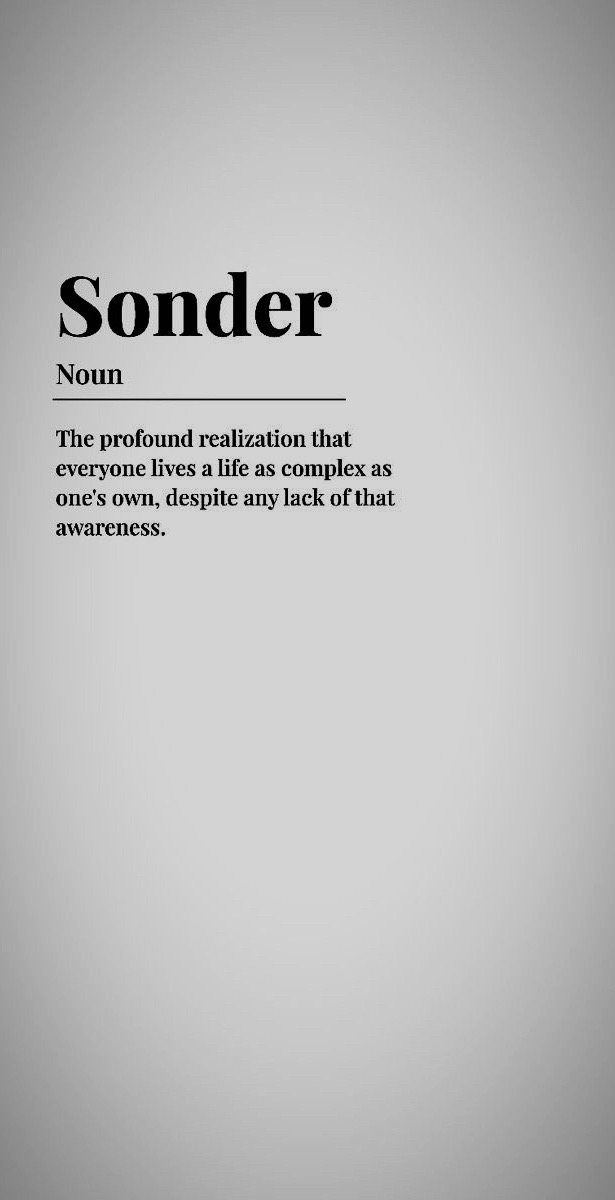 Sonder
Noun
The profound realization that
everyone lives a life as complex as
one's own, despite any lack of that
awareness.